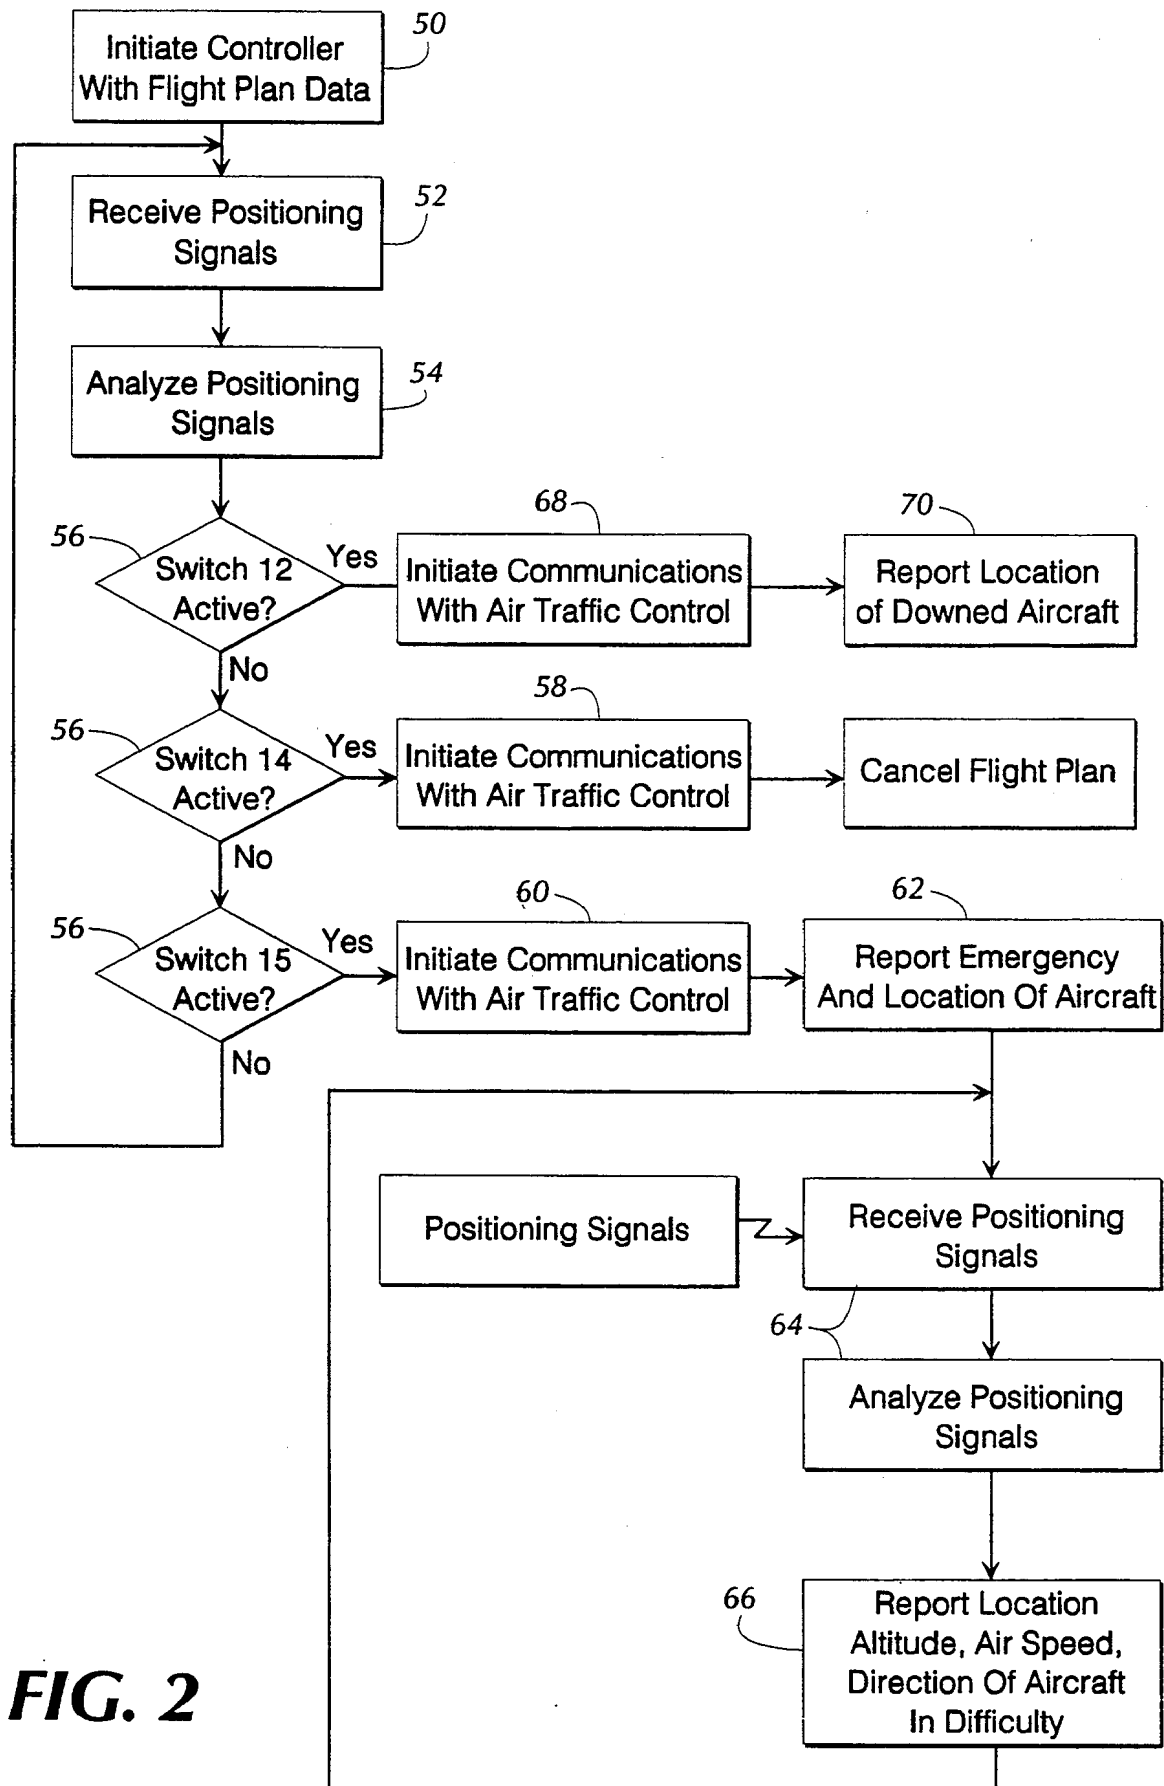 50
Initiate Controller
With Flight Plan Data
52
Receive Positioning
Signals
54
Analyze Positioning
Signals
56
Switch 12
Active?
Yes
No
68
Initiate Communications
With Air Traffic Control
70
Report Location
of Downed Aircraft
56
Switch 14
Active?
Yes
No
58
Initiate Communications
With Air Traffic Control
Cancel Flight Plan
56
Switch 15
Active?
Yes
No
60
Initiate Communications
With Air Traffic Control
62
Report Emergency
And Location Of Aircraft
Positioning Signals
Receive Positioning
Signals
64
Analyze Positioning
Signals
66
Report Location
Altitude, Air Speed,
Direction Of Aircraft
In Difficulty
FIG. 2